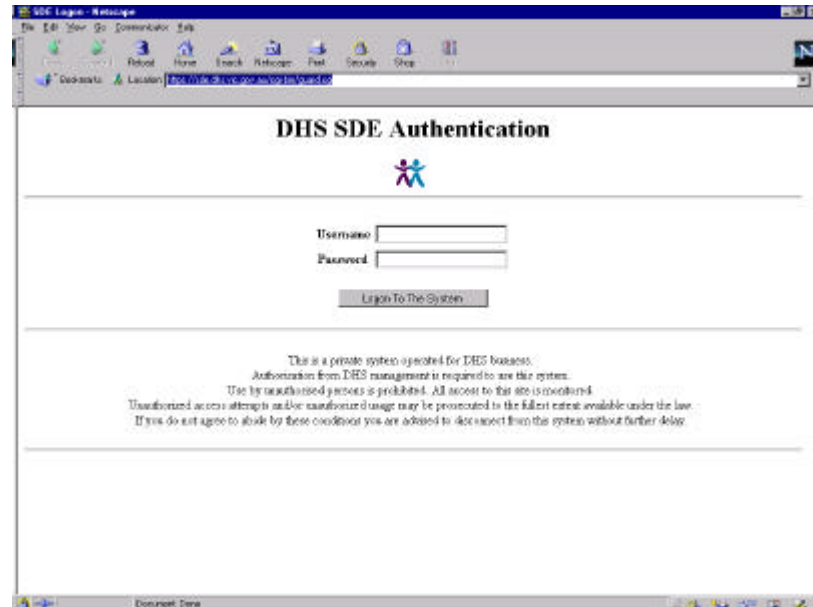 SDE Logon - Netscape
File Edit View Go Communicator Help
Reload Home Search Netscape Print Security Shop
Bookmarks Location
DHS SDE Authentication
Username
Password
Logon To The System
This is a private system operated for DHS business.
Authorization from DHS management is required to use this system.
Use by unauthorised persons is prohibited. All access to this site is monitored.
Unauthorized access attempts and/or unauthorized usage may be prosecuted to the fullest extent available under the law.
If you do not agree to abide by these conditions you are advised to disconnect from this system without further delay.
Document: Done